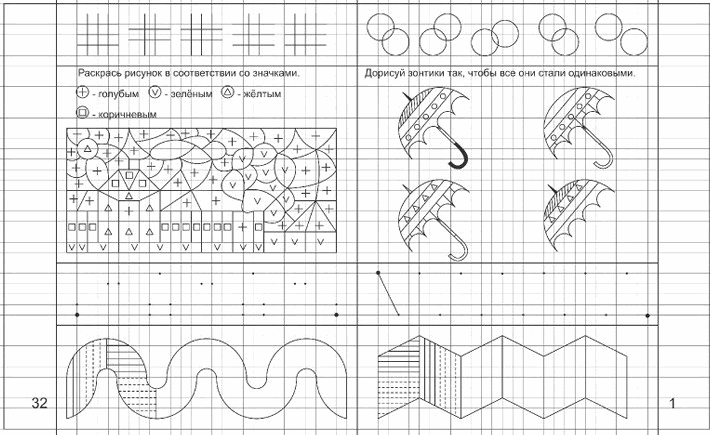 Раскрась рисунок в соответствии со значками.
+ - голубым v - зелёным △ - жёлтым
□ - коричневым
32
Дорисуй зонтики так, чтобы все они стали одинаковыми.
1